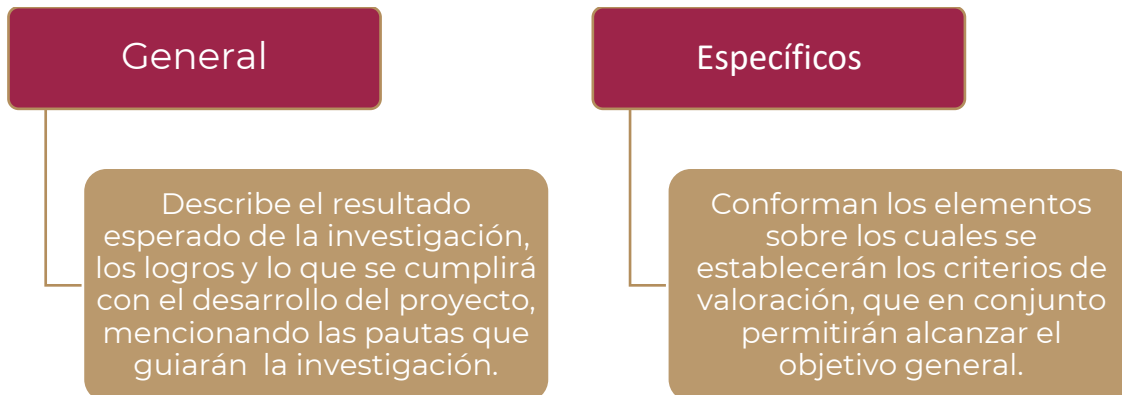 General
Describe el resultado
esperado de la investigación,
los logros y lo que se cumplirá
con el desarrollo del proyecto,
mencionando las pautas que
guiarán  la investigación.
Específicos
Conforman los elementos
sobre los cuales se
establecerán los criterios de
valoración, que en conjunto
permitirán alcanzar el
objetivo general.